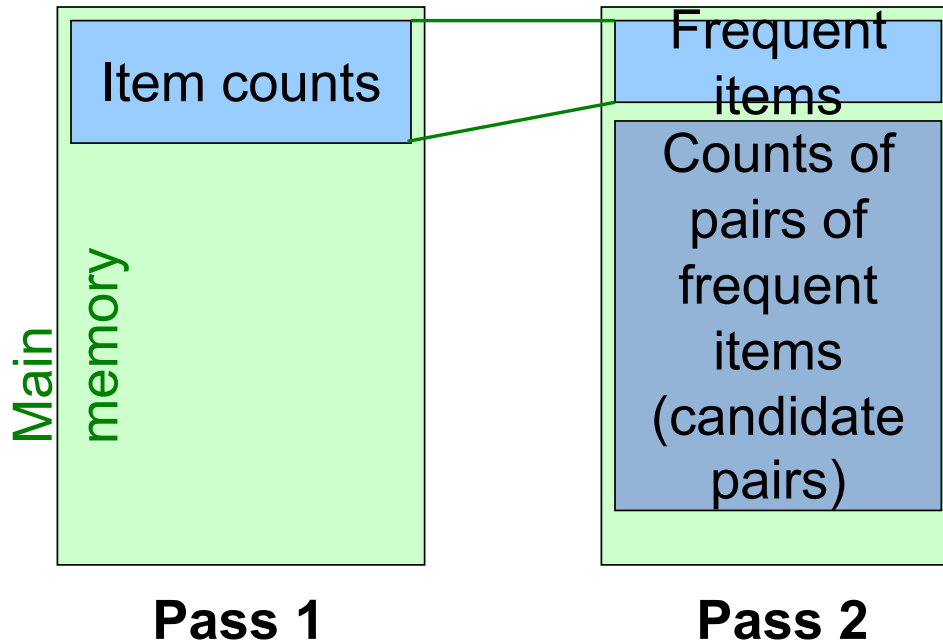 Item counts
Main
memory
Pass 1
Frequent
items
Counts of
pairs of
frequent
items
(candidate
pairs)
Pass 2